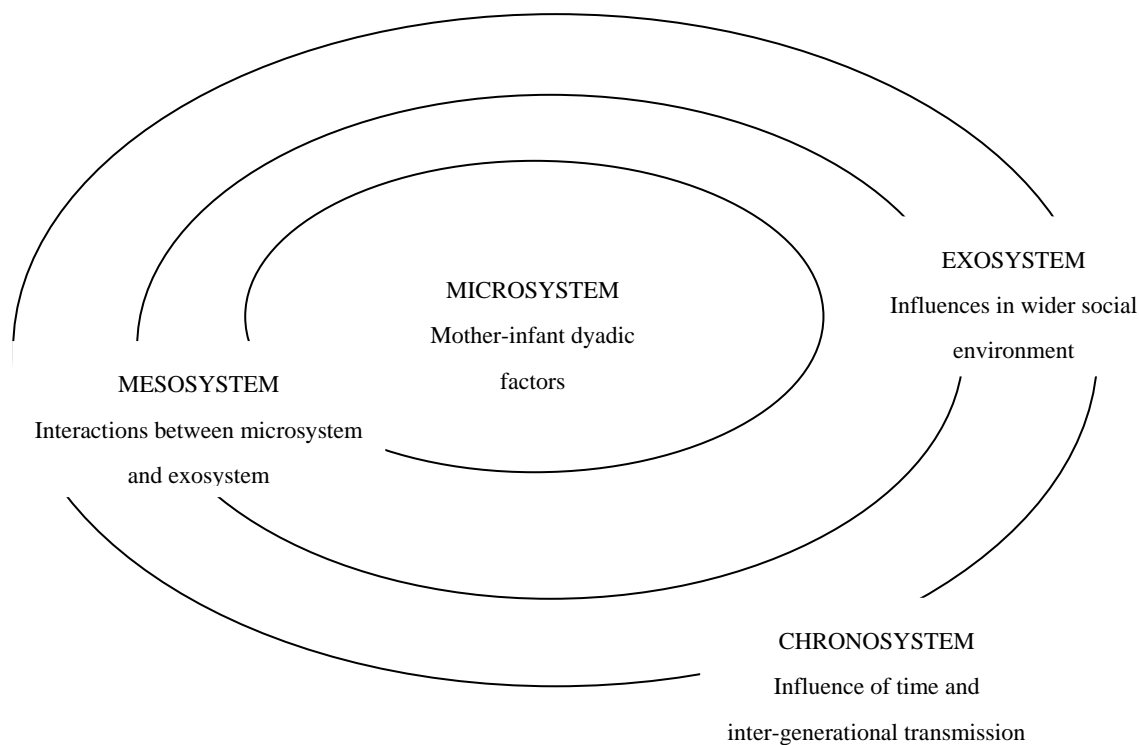 EXOSYSTEM
Influences in wider social
environment
MICROSYSTEM
Mother-infant dyadic
factors
MESOSYSTEM
Interactions between microsystem
and exosystem
CHRONOSYSTEM
Influence of time and
inter-generational transmission